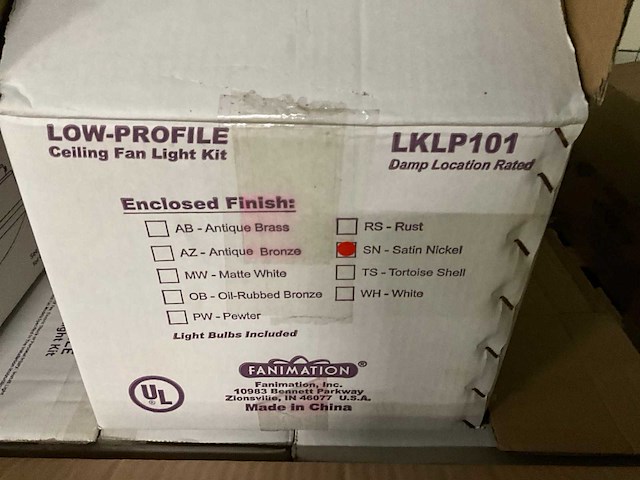 LOW-PROFILE
Ceiling Fan Light Kit
LKLP101
Damp Location Rated
Enclosed Finish:
AB - Antique Brass
AZ - Antique Bronze
MW - Matte White
OB - Oil-Rubbed Bronze
PW - Pewter
RS - Rust
SN - Satin Nickel
TS - Tortoise Shell
WH - White
Light Bulbs Included
FANIMATION®
Fanimation, Inc.
10983 Bennett Parkway
Zionsville, IN 46077 U.S.A.
Made in China
UL